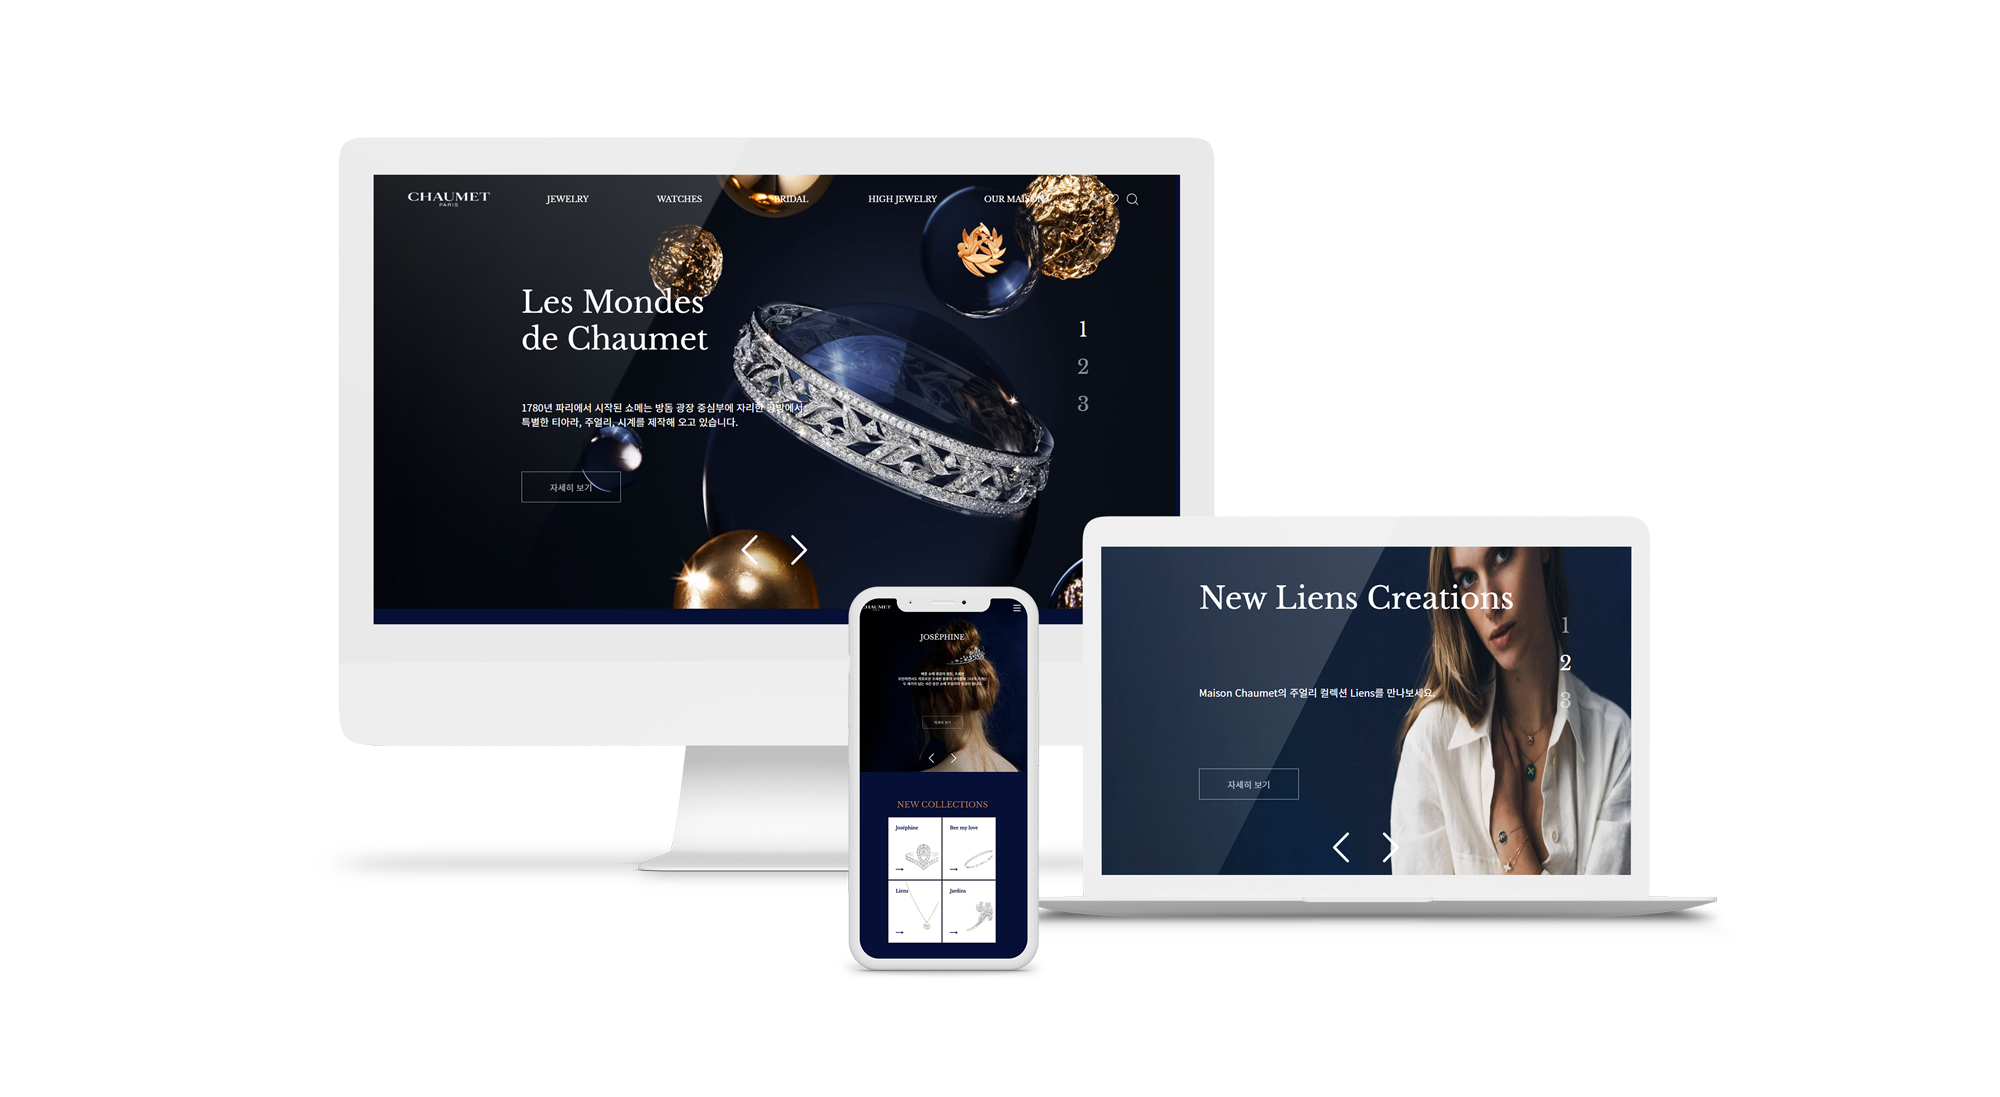 CHAUMET
PARIS
JEWELRY
WATCHES
BRIDAL
HIGH JEWELRY
OUR MAISON
Les Mondes
de Chaumet
1780년 파리에서 시작된 쇼메는 방돔 광장 중심부에 자리한 공방에서
특별한 티아라, 주얼리, 시계를 제작해 오고 있습니다.
자세히 보기
1
2
3
New Liens Creations
Maison Chaumet의 주얼리 컬렉션 Liens를 만나보세요.
자세히 보기
1
2
3
CHAUMET
JOSÉPHINE
자세히 보기
NEW COLLECTIONS
Joséphine
Bee my love
Liens
Jardins